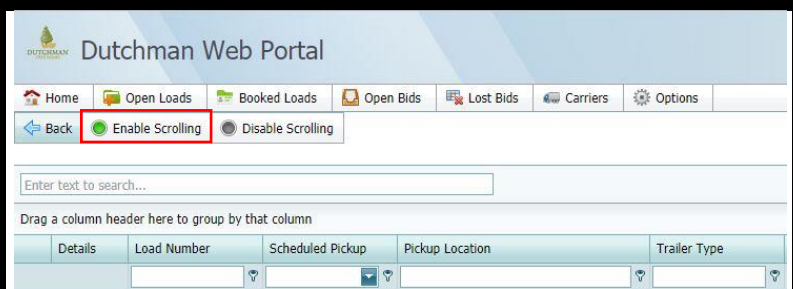 DUTCHMAN
Dutchman Web Portal
Home Open Loads Booked Loads Open Bids Lost Bids Carriers Options
Back Enable Scrolling Disable Scrolling
Enter text to search...
Drag a column header here to group by that column
Details Load Number Scheduled Pickup Pickup Location Trailer Type